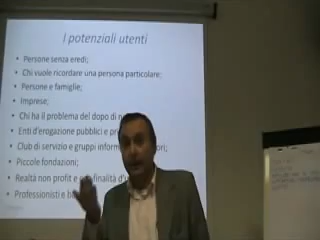 I potenziali utenti
• Persone senza eredi;
• Chi vuole ricordare una persona particolare;
• Persone e famiglie;
• Imprese;
• Chi ha il problema del dopo di
• Enti d'erogazione pubblici e
• Club di servizio e gruppi
• Piccole fondazioni;
• Realtà non profit e
• Professionisti e